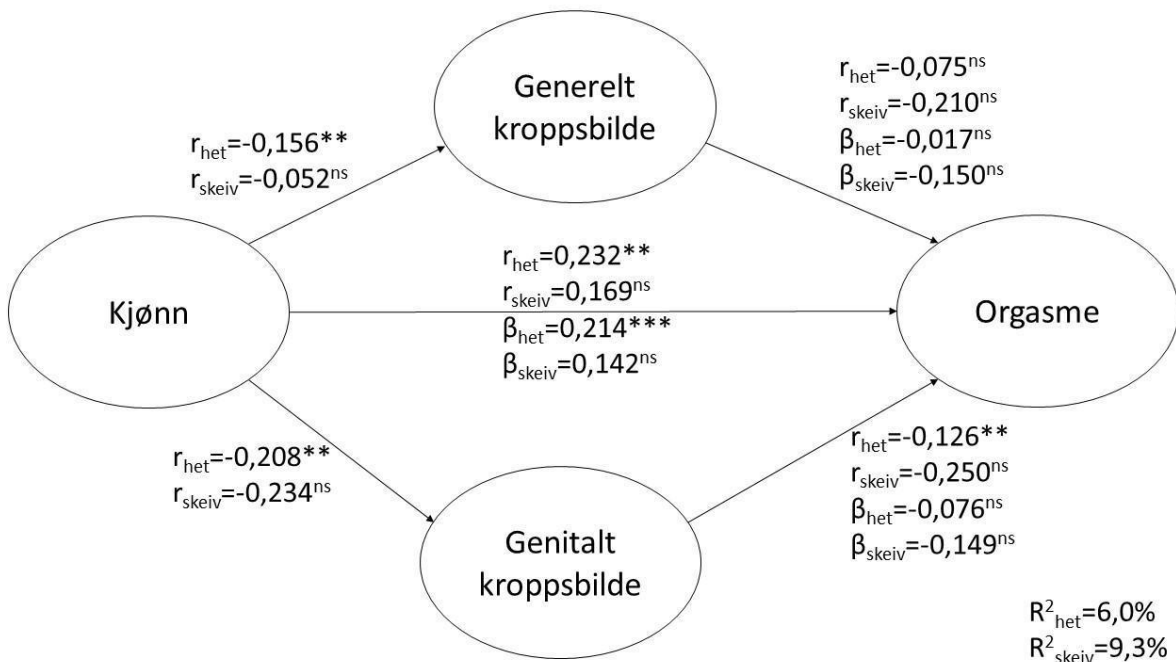 Generelt
kroppsbilde
r_het=-0,156**
r_skeiv=-0,052^ns
r_het=-0,075^ns
r_skeiv=-0,210^ns
β_het=-0,017^ns
β_skeiv=-0,150^ns
Kjønn
r_het=0,232**
r_skeiv=0,169^ns
β_het=0,214***
β_skeiv=0,142^ns
Orgasme
r_het=-0,208**
r_skeiv=-0,234^ns
Genitalt
kroppsbilde
r_het=-0,126**
r_skeiv=-0,250^ns
β_het=-0,076^ns
β_skeiv=-0,149^ns
R²_het=6,0%
R²_skeiv=9,3%